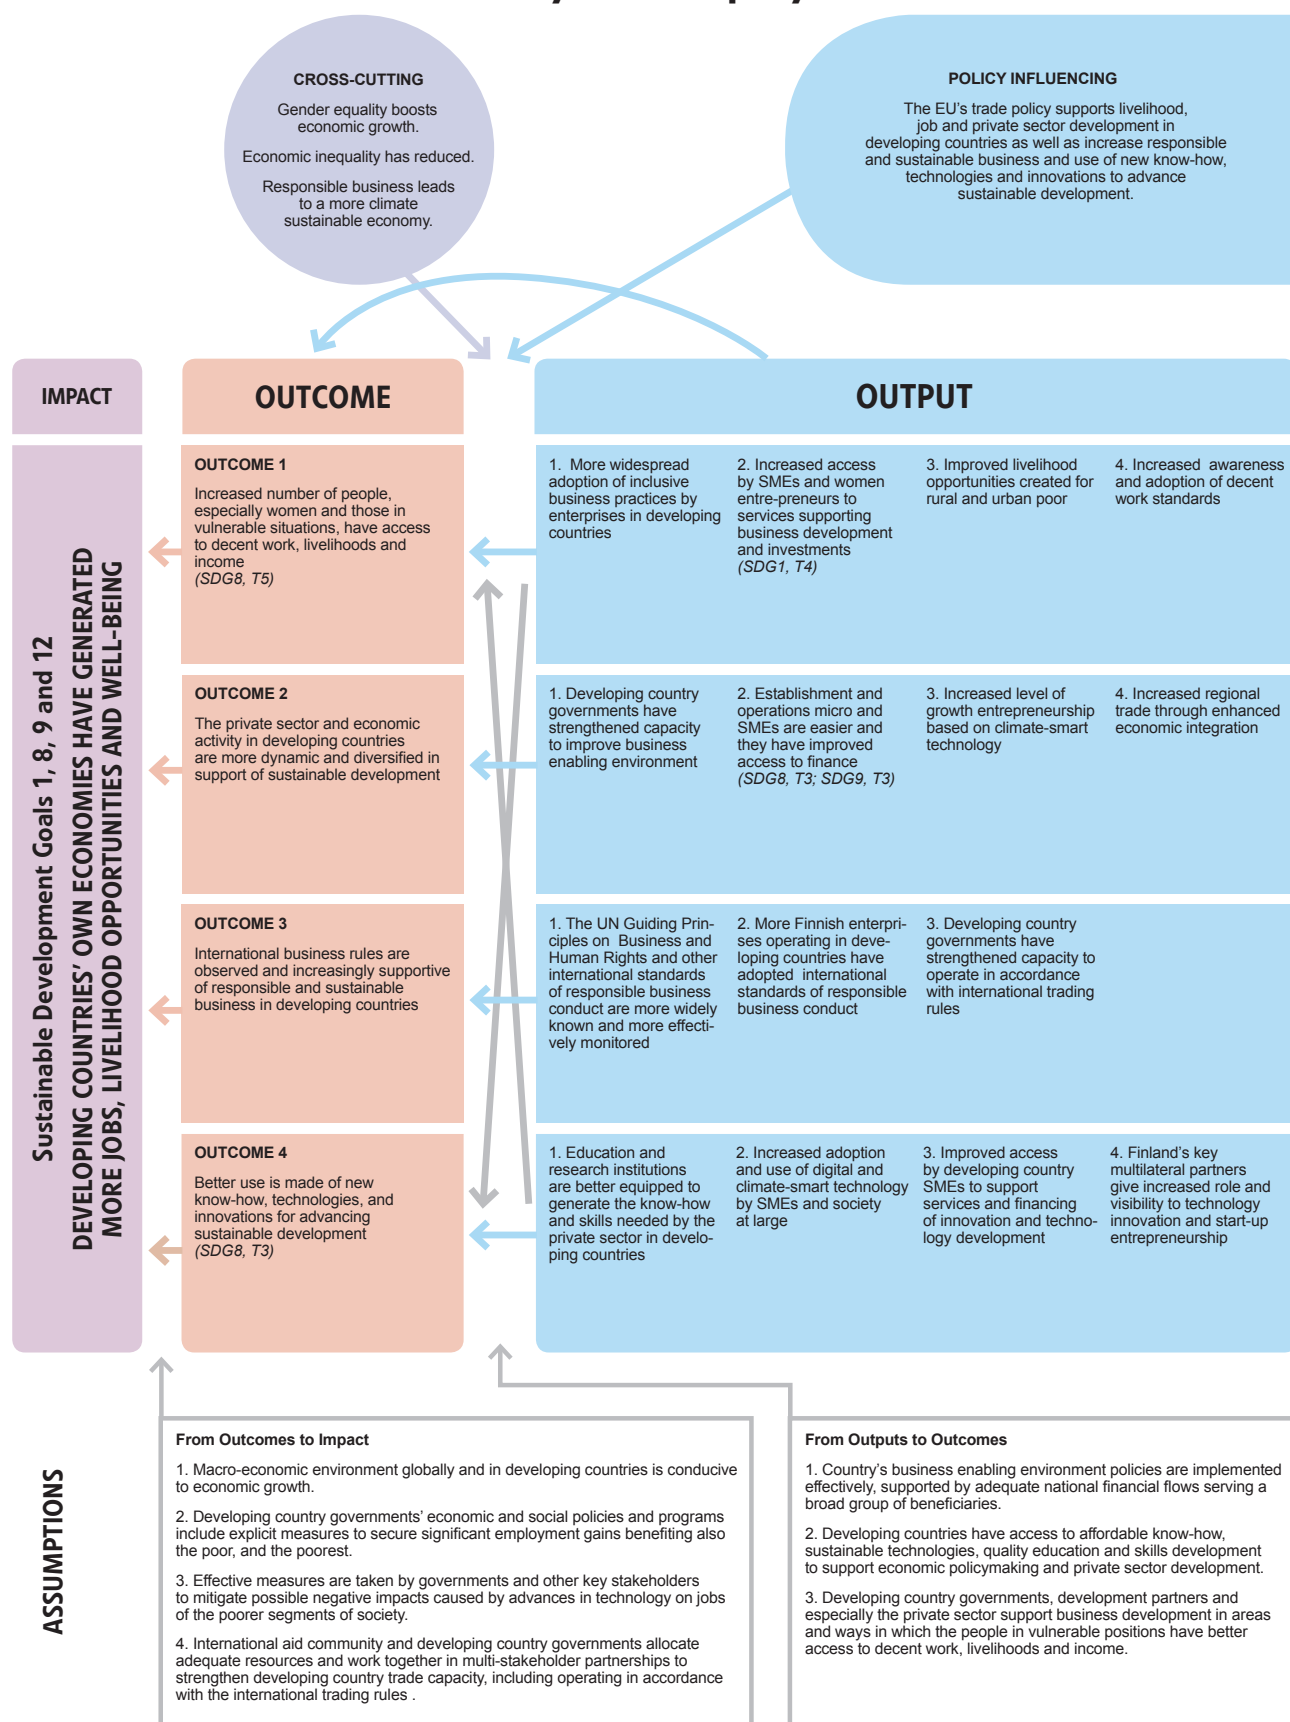 CROSS-CUTTING
Gender equality boosts
economic growth.
Economic inequality has reduced.
Responsible business leads
to a more climate
sustainable economy.
POLICY INFLUENCING
The EU's trade policy supports livelihood,
job and private sector development in
developing countries as well as increase responsible
and sustainable business and use of new know-how,
technologies and innovations to advance
sustainable development.
IMPACT
OUTCOME
OUTPUT
Sustainable Development Goals 1, 8, 9 and 12
DEVELOPING COUNTRIES' OWN ECONOMIES HAVE GENERATED
MORE JOBS, LIVELIHOOD OPPORTUNITIES AND WELL-BEING
OUTCOME 1
Increased number of people,
especially women and those in
vulnerable situations, have access
to decent work, livelihoods and
income
(SDG8, T5)
1. More widespread
adoption of inclusive
business practices by
enterprises in developing
countries
2. Increased access
by SMEs and women
entre-preneurs to
services supporting
business development
and investments
(SDG1, T4)
3. Improved livelihood
opportunities created for
rural and urban poor
4. Increased awareness
and adoption of decent
work standards
OUTCOME 2
The private sector and economic
activity in developing countries
are more dynamic and diversified in
support of sustainable development
1. Developing country
governments have
strengthened capacity
to improve business
enabling environment
2. Establishment and
operations micro and
SMEs are easier and
they have improved
access to finance
(SDG8, T3; SDG9, T3)
3. Increased level of
growth entrepreneurship
based on climate-smart
technology
4. Increased regional
trade through enhanced
economic integration
OUTCOME 3
International business rules are
observed and increasingly supportive
of responsible and sustainable
business in developing countries
1. The UN Guiding Prin-
ciples on Business and
Human Rights and other
international standards
of responsible business
conduct are more widely
known and more effecti-
vely monitored
2. More Finnish enterpri-
ses operating in deve-
loping countries have
adopted international
standards of responsible
business conduct
3. Developing country
governments have
strengthened capacity to
operate in accordance
with international trading
rules
OUTCOME 4
Better use is made of new
know-how, technologies, and
innovations for advancing
sustainable development
(SDG8, T3)
1. Education and
research institutions
are better equipped to
generate the know-how
and skills needed by the
private sector in develo-
ping countries
2. Increased adoption
and use of digital and
climate-smart technology
by SMEs and society
at large
3. Improved access
by developing country
SMEs to support
services and financing
of innovation and techno-
logy development
4. Finland's key
multilateral partners
give increased role and
visibility to technology
innovation and start-up
entrepreneurship
ASSUMPTIONS
From Outcomes to Impact
1. Macro-economic environment globally and in developing countries is conducive
to economic growth.
2. Developing country governments' economic and social policies and programs
include explicit measures to secure significant employment gains benefiting also
the poor, and the poorest.
3. Effective measures are taken by governments and other key stakeholders
to mitigate possible negative impacts caused by advances in technology on jobs
of the poorer segments of society.
4. International aid community and developing country governments allocate
adequate resources and work together in multi-stakeholder partnerships to
strengthen developing country trade capacity, including operating in accordance
with the international trading rules .
From Outputs to Outcomes
1. Country's business enabling environment policies are implemented
effectively, supported by adequate national financial flows serving a
broad group of beneficiaries.
2. Developing countries have access to affordable know-how,
sustainable technologies, quality education and skills development
to support economic policymaking and private sector development.
3. Developing country governments, development partners and
especially the private sector support business development in areas
and ways in which the people in vulnerable positions have better
access to decent work, livelihoods and income.